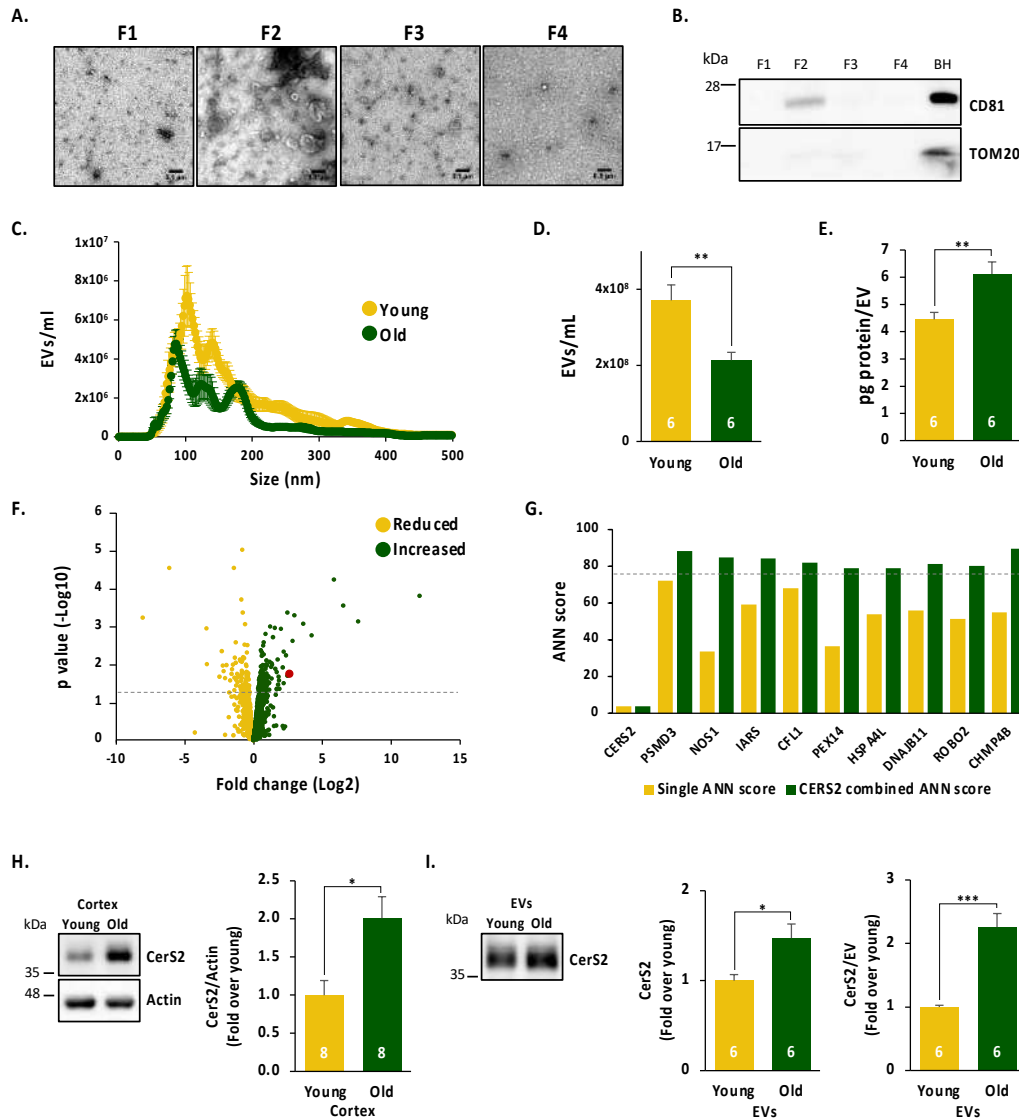 A.
F1 F2 F3 F4
B.
kDa F1 F2 F3 F4 BH
28
CD81
17
TOM20
C.
1x10⁷
8x10⁶
6x10⁶
4x10⁶
2x10⁶
0
EVs/ml
Young
Old
0 100 200 300 400 500
Size (nm)
D.
**
4x10⁸
2x10⁸
0
EVs/mL
6 6
Young Old
E.
**
7
6
5
4
3
2
1
0
pg protein/EV
6 6
Young Old
F.
6
5
4
3
2
1
0
p value (-Log10)
Reduced
Increased
-10 -5 0 5 10 15
Fold change (Log2)
G.
100
80
60
40
20
0
ANN score
CERS2 PSMD3 NOS1 IARS CFL1 PEX14 HSPA4L DNAJB11 ROBO2 CHMP4B
Single ANN score CERS2 combined ANN score
H.
Cortex
kDa Young Old
CerS2
35
48
Actin
2.5
2.0
1.5
1.0
0.5
0.0
CerS2/Actin
(Fold over young)
*
8 8
Young Old
Cortex
I.
EVs
kDa Young Old
CerS2
35
2
1
0
CerS2
(Fold over young)
*
6 6
Young Old
EVs
3
2
1
0
CerS2/EV
(Fold over young)
***
6 6
Young Old
EVs